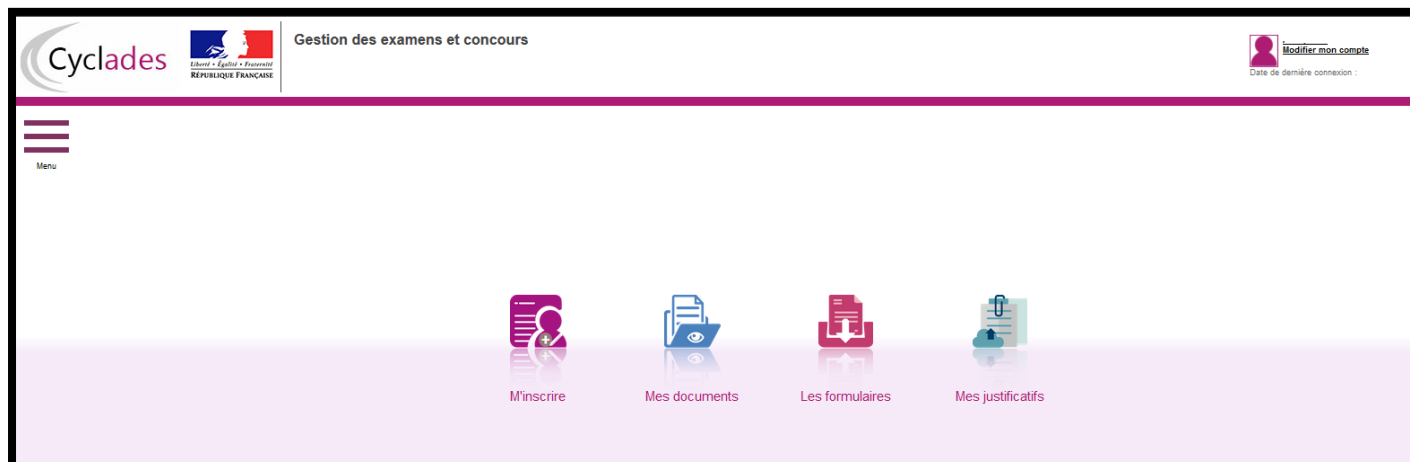 Cyclades
Liberté • Égalité • Fraternité
RÉPUBLIQUE FRANÇAISE
Gestion des examens et concours
Modifier mon compte
Date de dernière connexion :
Menu
M'inscrire
Mes documents
Les formulaires
Mes justificatifs